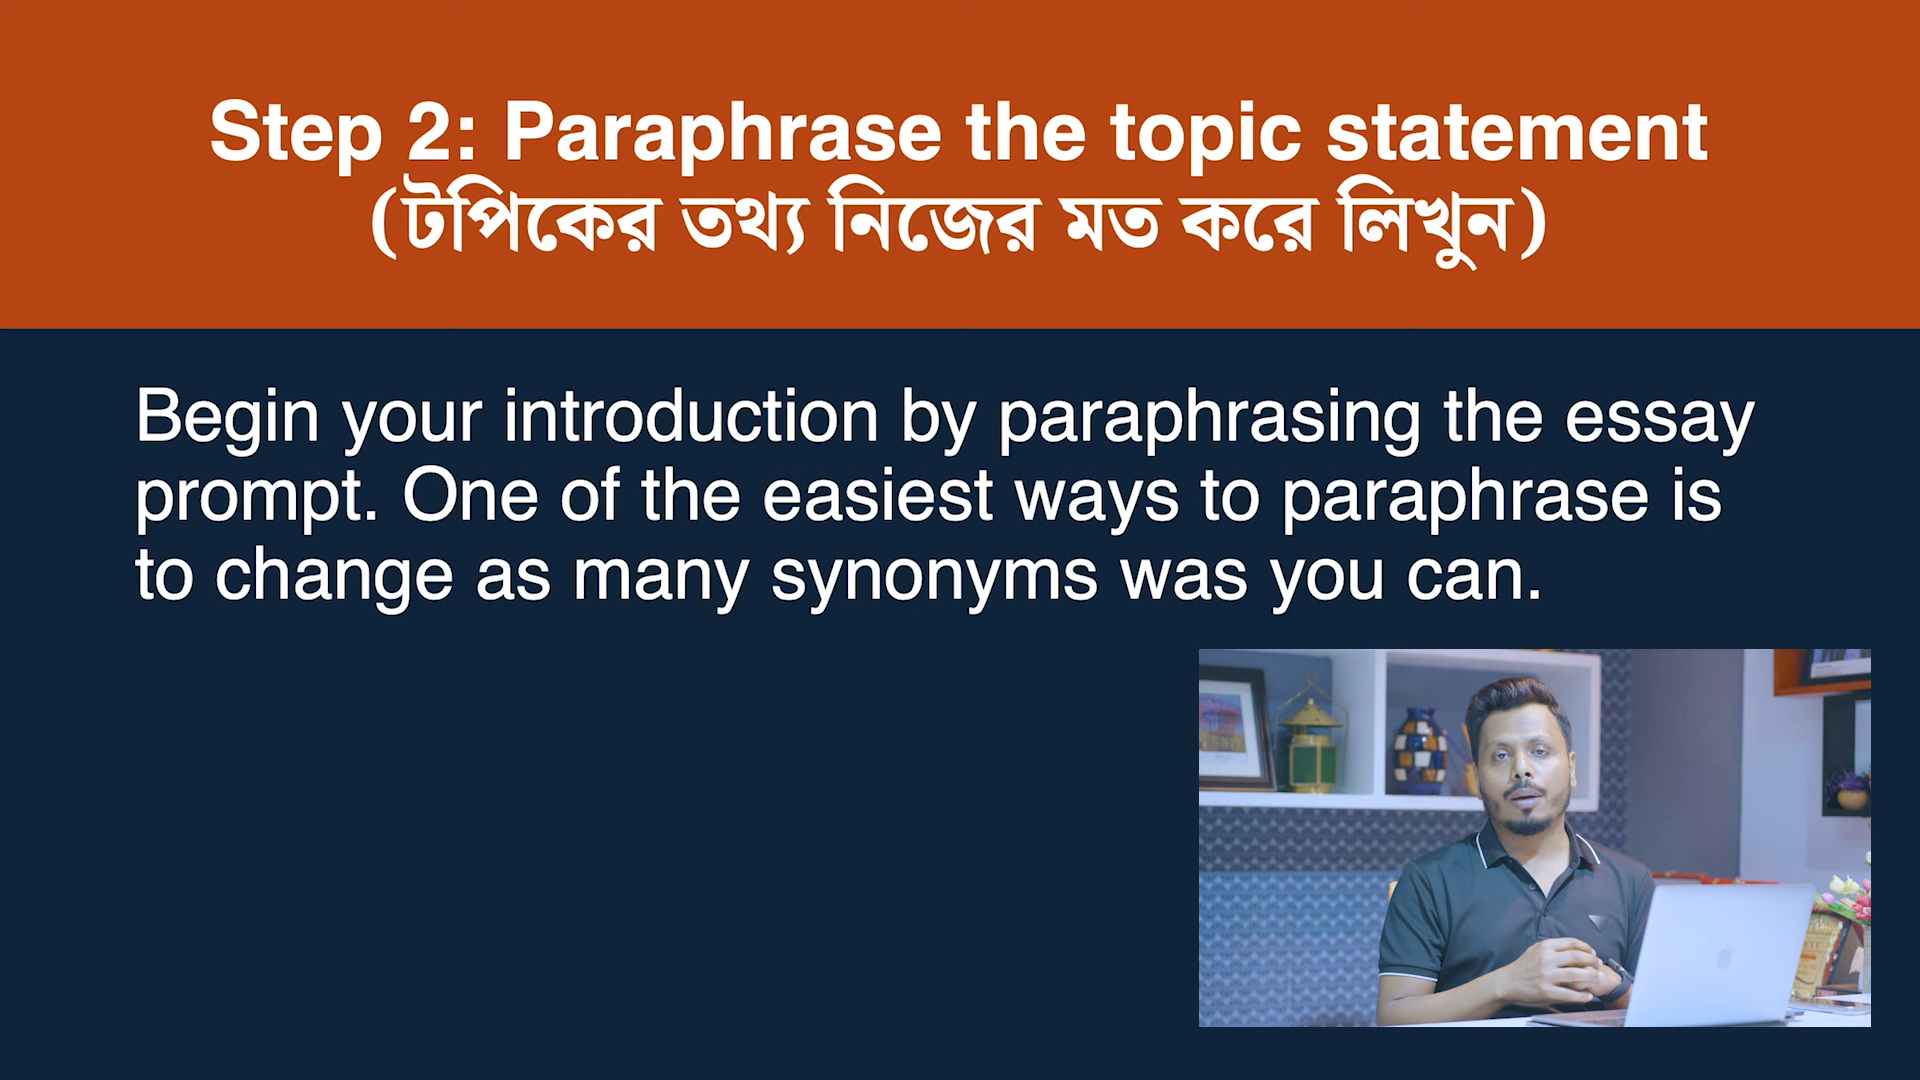 Step 2: Paraphrase the topic statement
(টপিকের তথ্য নিজের মত করে লিখুন)
Begin your introduction by paraphrasing the essay
prompt. One of the easiest ways to paraphrase is
to change as many synonyms was you can.